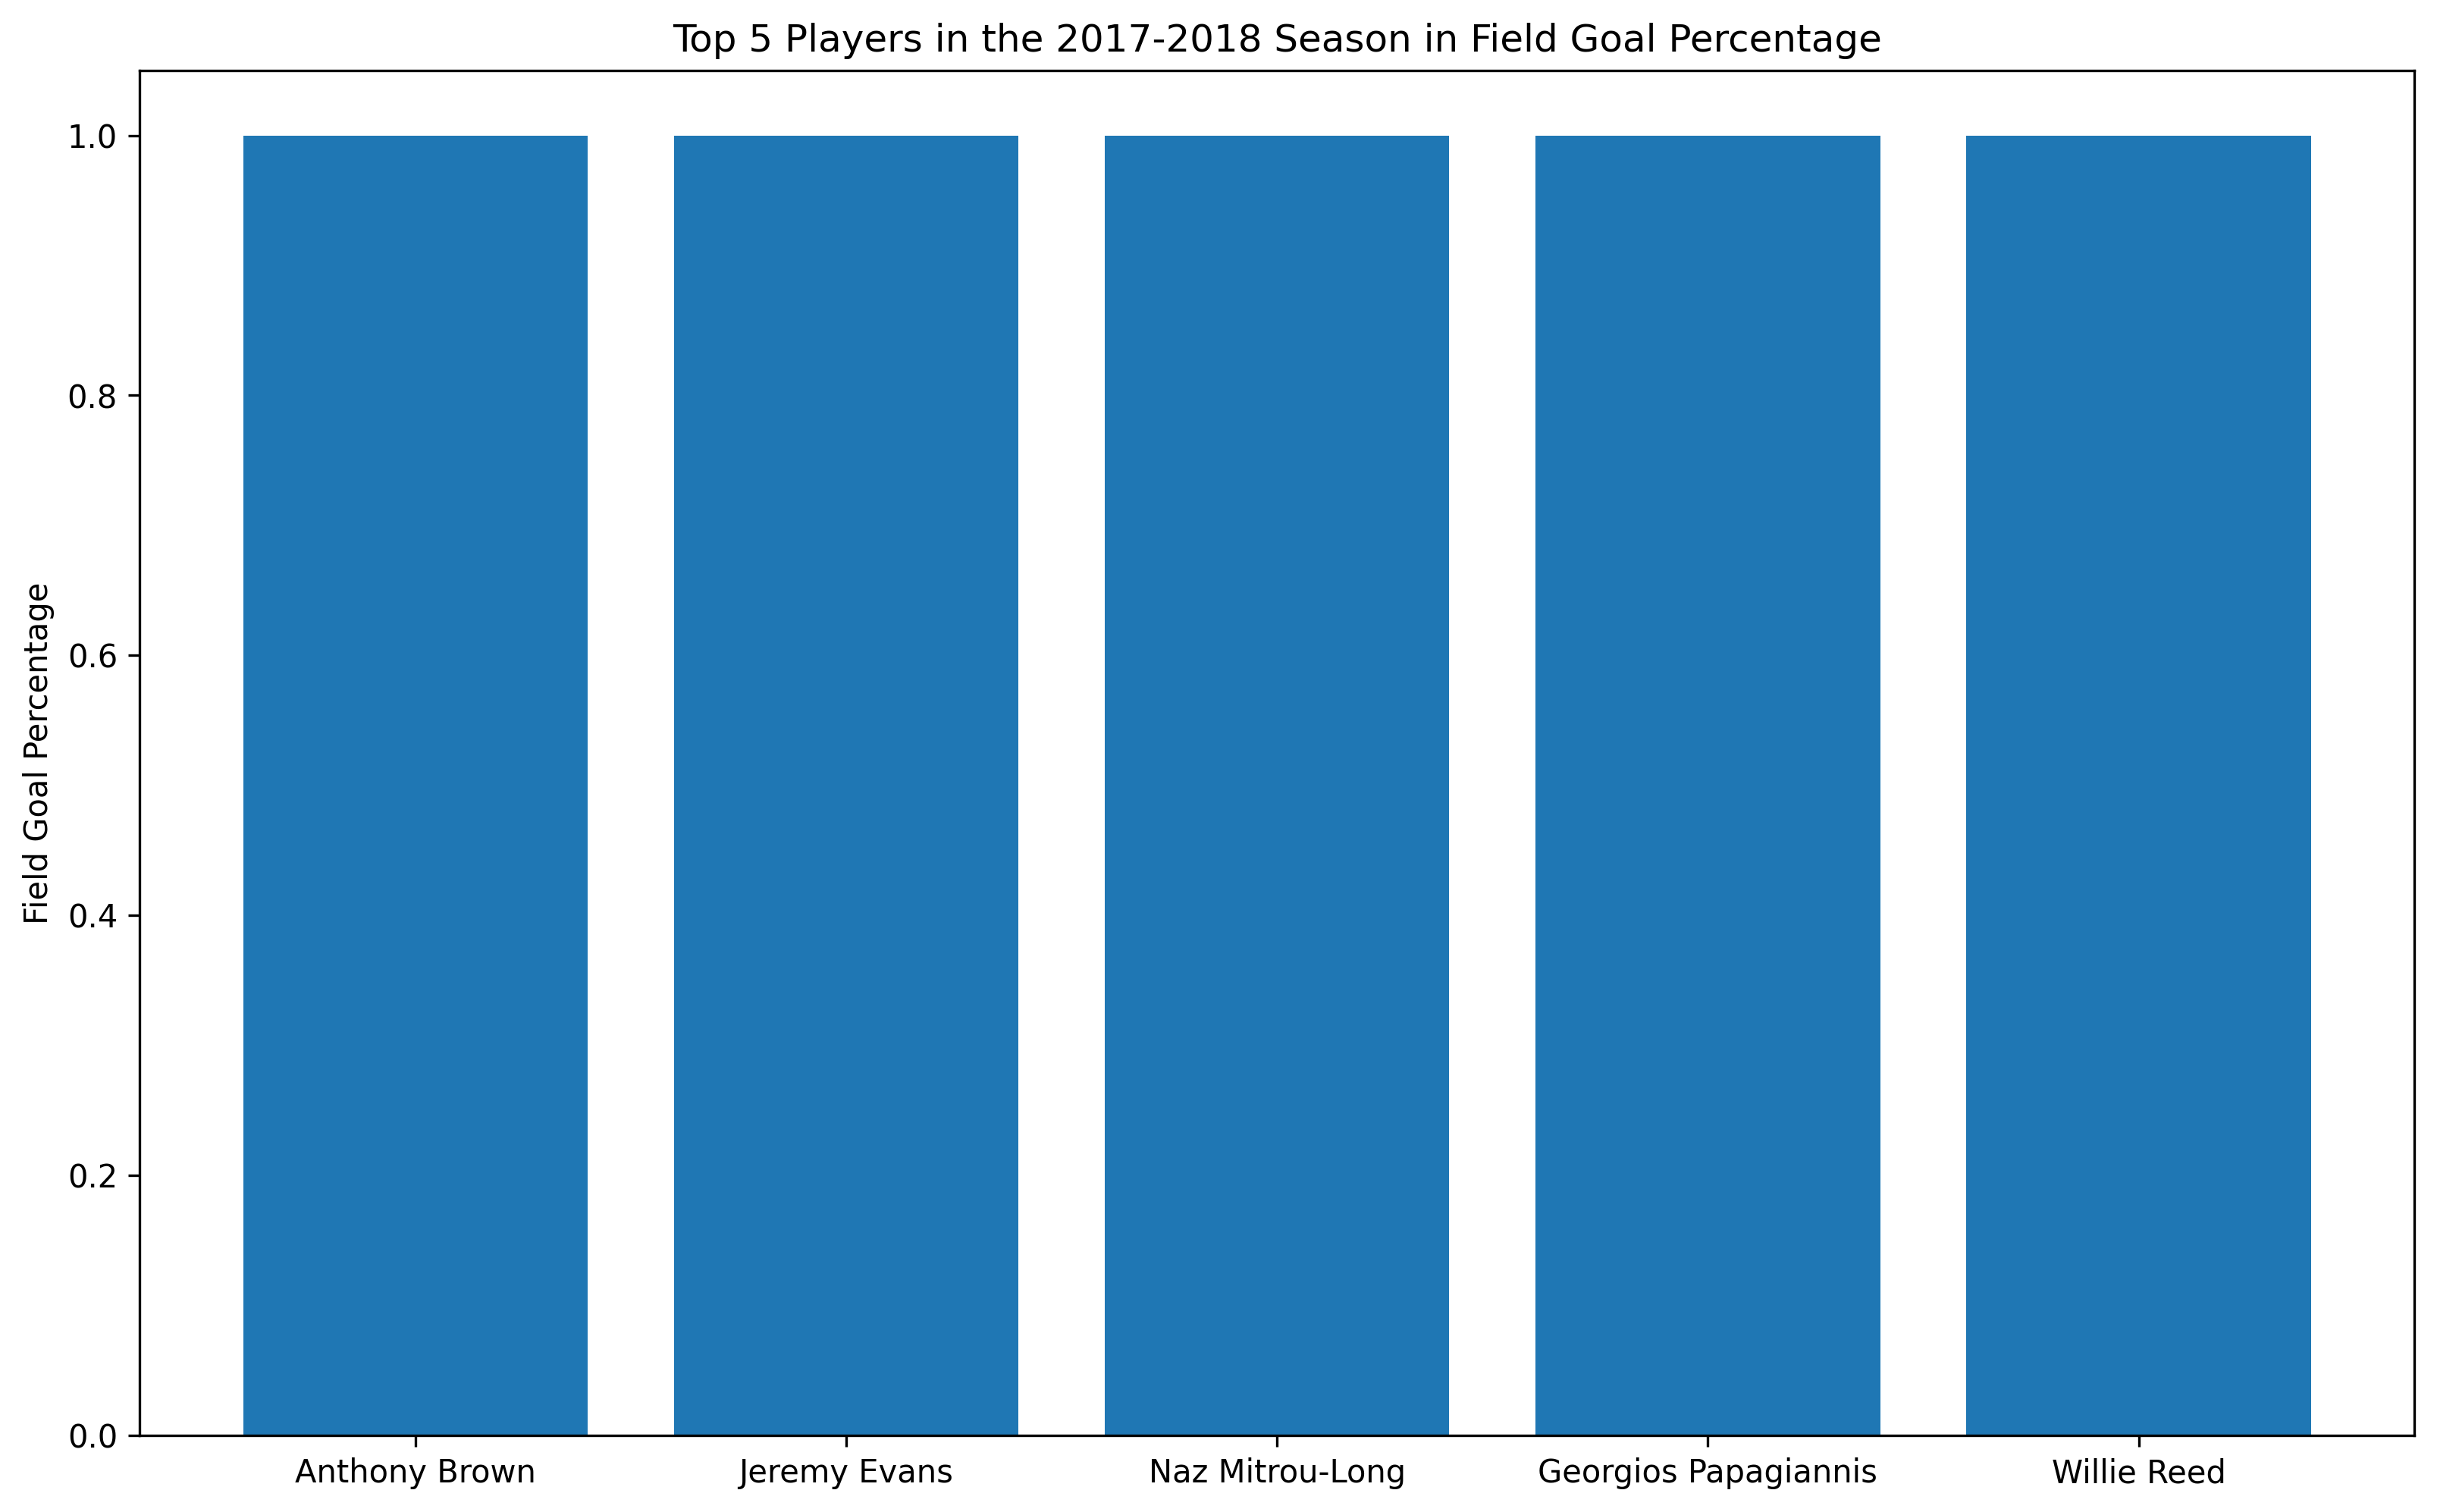 Top 5 Players in the 2017-2018 Season in Field Goal Percentage
Field Goal Percentage
1.0
0.8
0.6
0.4
0.2
0.0
Anthony Brown
Jeremy Evans
Naz Mitrou-Long
Georgios Papagiannis
Willie Reed